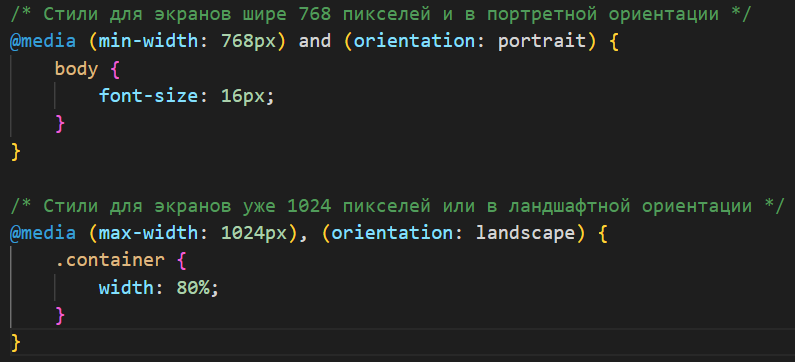 /* Стили для экранов шире 768 пикселей и в портретной ориентации */
@media (min-width: 768px) and (orientation: portrait) {
    body {
        font-size: 16px;
    }
}

/* Стили для экранов уже 1024 пикселей или в ландшафтной ориентации */
@media (max-width: 1024px), (orientation: landscape) {
    .container {
        width: 80%;
    }
}